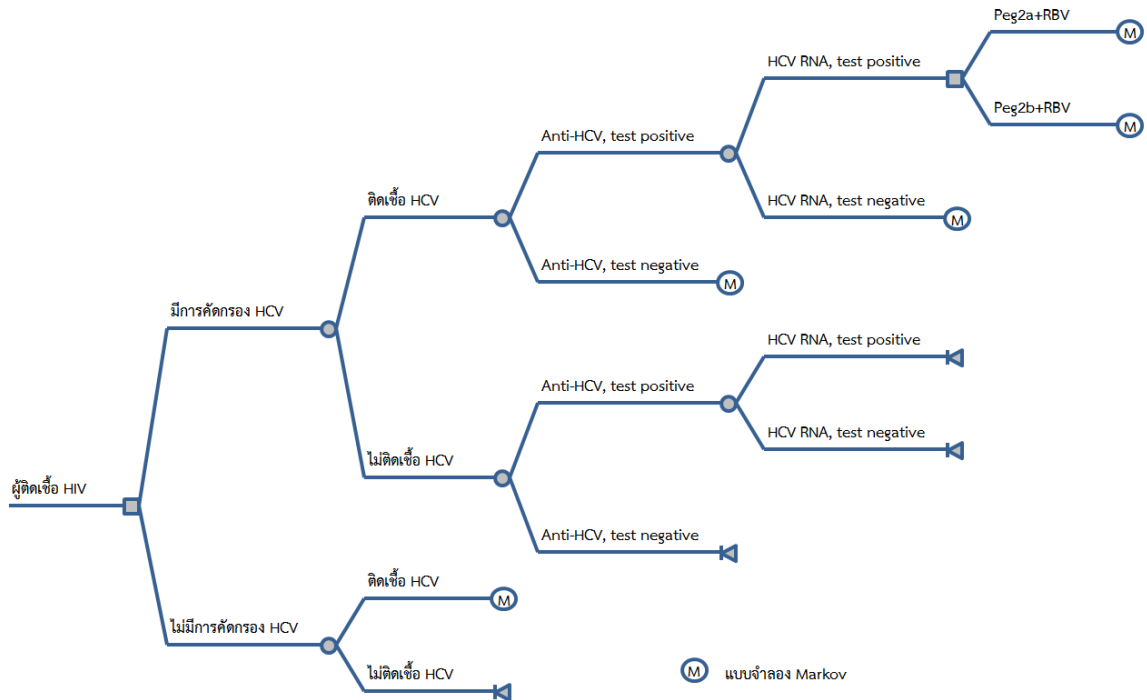 Peg2a+RBV
M
HCV RNA, test positive
Peg2b+RBV
M
Anti-HCV, test positive
ติดเชื้อ HCV
HCV RNA, test negative
M
Anti-HCV, test negative
M
มีการคัดกรอง HCV
HCV RNA, test positive
Anti-HCV, test positive
HCV RNA, test negative
ไม่ติดเชื้อ HCV
ผู้ติดเชื้อ HIV
Anti-HCV, test negative
ติดเชื้อ HCV
M
ไม่มีการคัดกรอง HCV
ไม่ติดเชื้อ HCV
M แบบจำลอง Markov